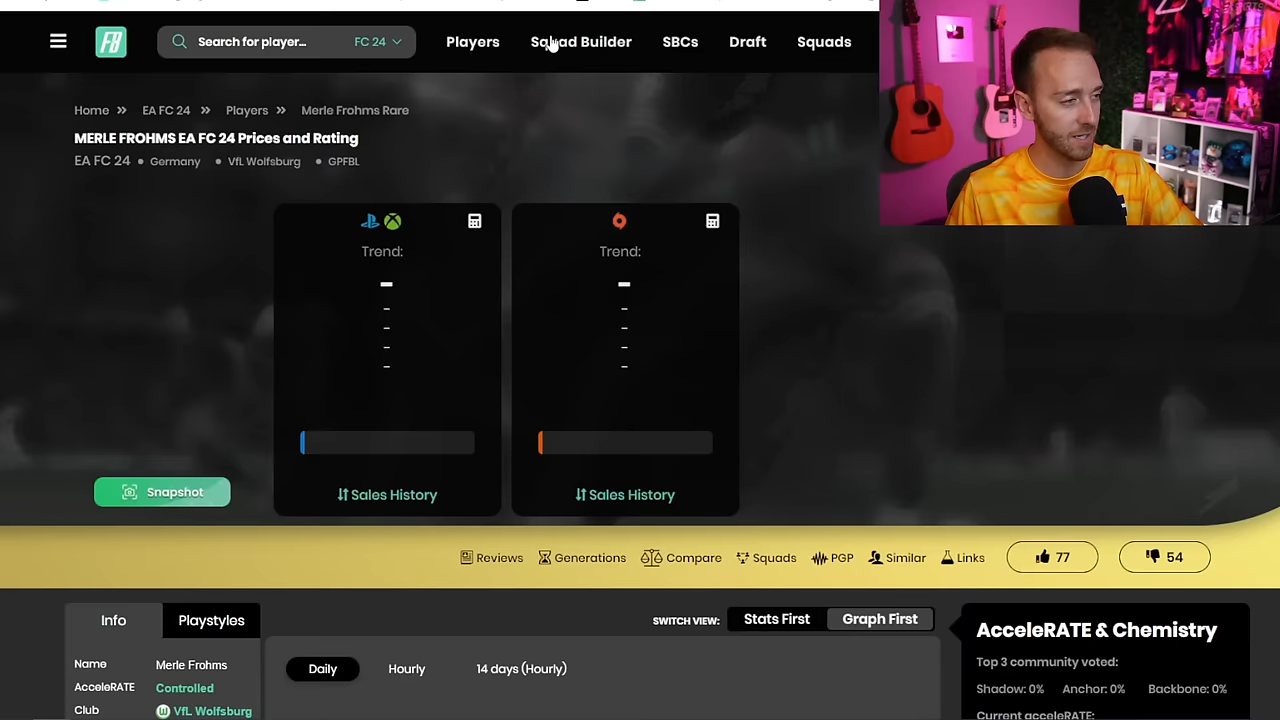 Search for player... FC 24 Players Squad Builder SBCs Draft Squads
Home » EA FC 24 » Players » Merle Frohms Rare
MERLE FROHMS EA FC 24 Prices and Rating
EA FC 24 • Germany • VfL Wolfsburg • GPFBL
Trend:
Trend:
Sales History
Sales History
Snapshot
Reviews Generations Compare Squads PGP Similar Links 77 54
Info Playstyles
SWITCH VIEW: Stats First Graph First
AcceleRATE & Chemistry
Top 3 community voted:
Shadow: 0% Anchor: 0% Backbone: 0%
Current acceleRATE:
Name Merle Frohms
AcceleRATE Controlled
Club VfL Wolfsburg
Daily Hourly 14 days (Hourly)